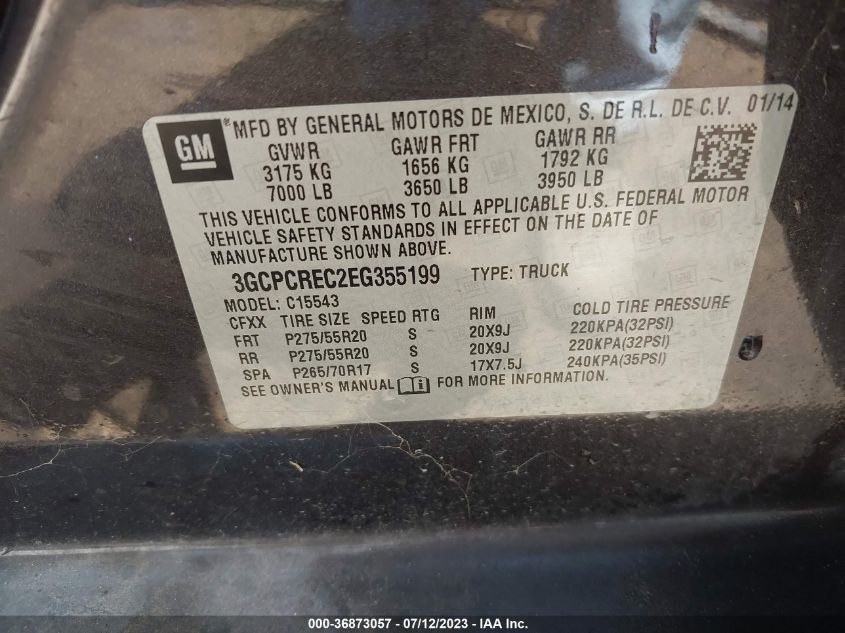 GM ® MFD BY GENERAL MOTORS DE MEXICO, S. DE R.L. DE C.V. 01/14
GVWR GAWR FRT GAWR RR
3175 KG 1656 KG 1792 KG
7000 LB 3650 LB 3950 LB
THIS VEHICLE CONFORMS TO ALL APPLICABLE U.S. FEDERAL MOTOR
VEHICLE SAFETY STANDARDS IN EFFECT ON THE DATE OF
MANUFACTURE SHOWN ABOVE.
3GCPCREC2EG355199 TYPE: TRUCK
MODEL: C15543
CFXX TIRE SIZE SPEED RTG RIM COLD TIRE PRESSURE
FRT P275/55R20 S 20X9J 220KPA(32PSI)
RR P275/55R20 S 20X9J 220KPA(32PSI)
SPA P265/70R17 S 17X7.5J 240KPA(35PSI)
SEE OWNER'S MANUAL FOR MORE INFORMATION.
000-36873057 - 07/12/2023 - IAA Inc.